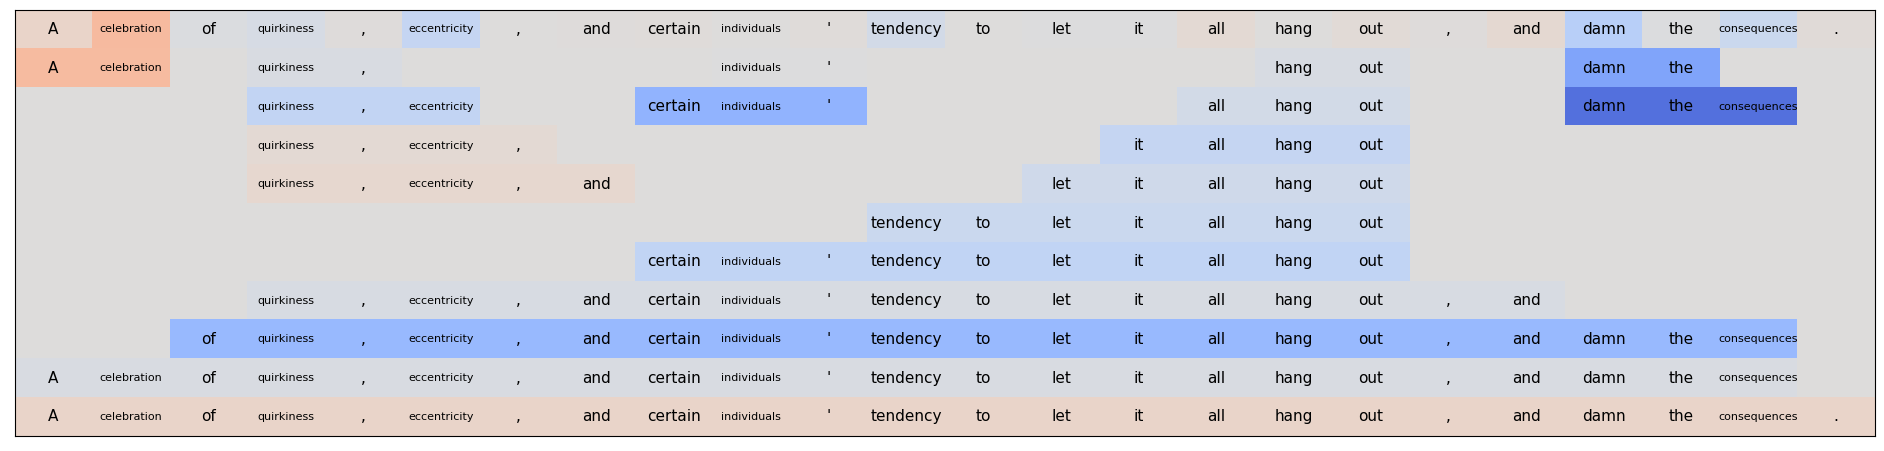 A celebration of quirkiness , eccentricity , and certain individuals ' tendency to let it all hang out , and damn the consequences .
A celebration quirkiness , individuals ' hang out damn the
quirkiness , eccentricity certain individuals ' all hang out damn the consequences
quirkiness , eccentricity , it all hang out
quirkiness , eccentricity , and let it all hang out
tendency to let it all hang out
certain individuals ' tendency to let it all hang out
quirkiness , eccentricity , and certain individuals ' tendency to let it all hang out , and
of quirkiness , eccentricity , and certain individuals ' tendency to let it all hang out , and damn the consequences
A celebration of quirkiness , eccentricity , and certain individuals ' tendency to let it all hang out , and damn the consequences
A celebration of quirkiness , eccentricity , and certain individuals ' tendency to let it all hang out , and damn the consequences .